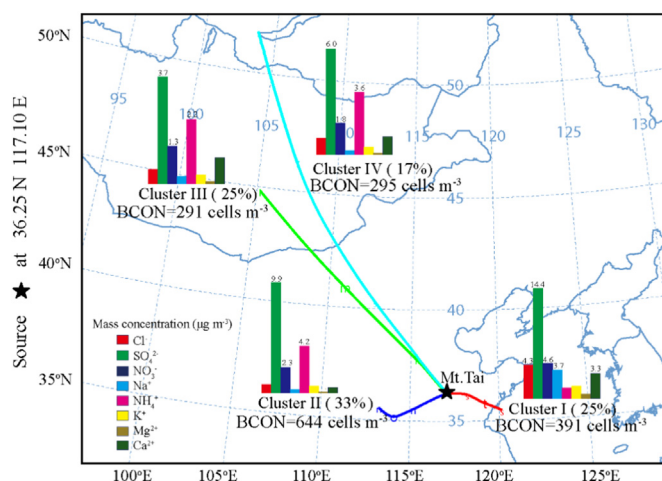 50°N
45°N
40°N
35°N
Source ★ at 36.25 N 117.10 E
95
100
105
110
115
120
125
130
50
45
40
35
3.7
1.3
Cluster III ( 25%)
BCON=291 cells m⁻³
6.0
1.8
3.6
Cluster IV ( 17%)
BCON=295 cells m⁻³
Mass concentration (μg m⁻³)
Cl⁻
SO₄²⁻
NO₃⁻
Na⁺
NH₄⁺
K⁺
Mg²⁺
Ca²⁺
9.9
2.3
4.2
Cluster II ( 33%)
BCON=644 cells m⁻³
Mt.Tai
14.4
4.3
4.6
3.7
3.3
Cluster I ( 25%)
BCON=391 cells m⁻³
100°E
105°E
110°E
115°E
120°E
125°E